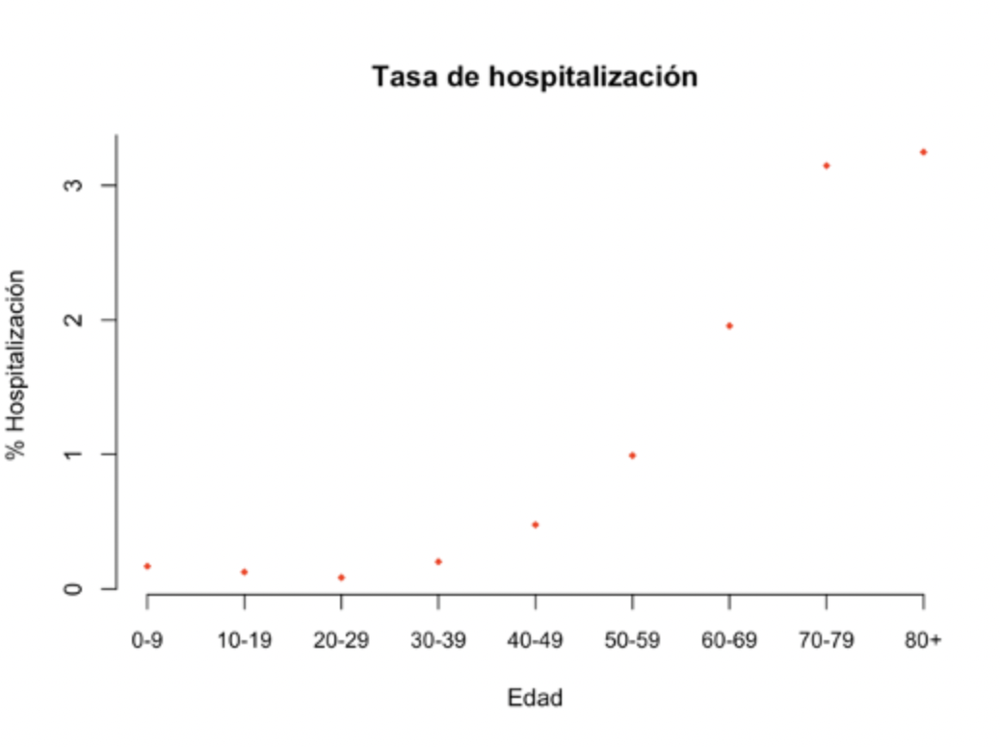 Tasa de hospitalización
% Hospitalización
3
2
1
0
0-9 10-19 20-29 30-39 40-49 50-59 60-69 70-79 80+
Edad